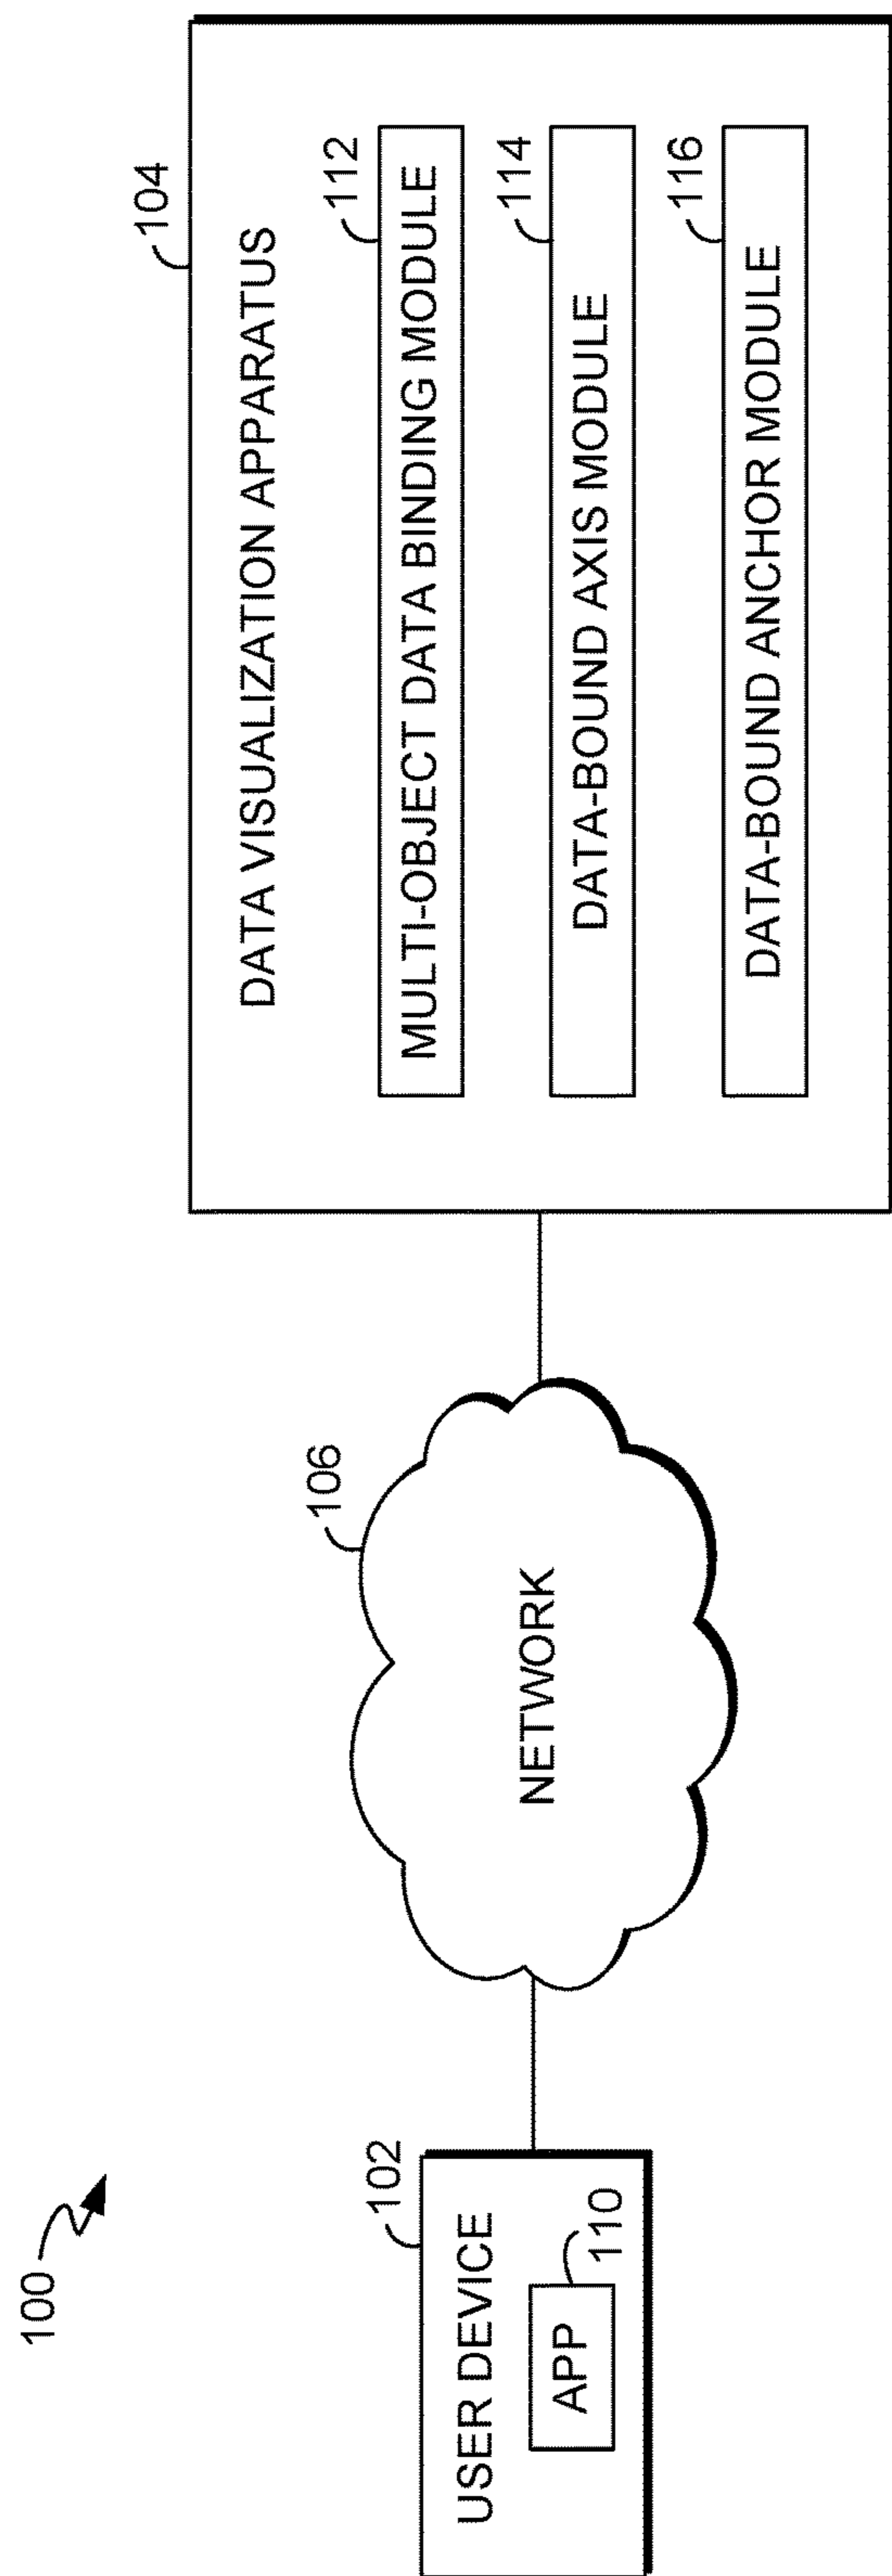 100
102
USER DEVICE
APP
110
106
NETWORK
104
DATA VISUALIZATION APPARATUS
112
MULTI-OBJECT DATA BINDING MODULE
114
DATA-BOUND AXIS MODULE
116
DATA-BOUND ANCHOR MODULE